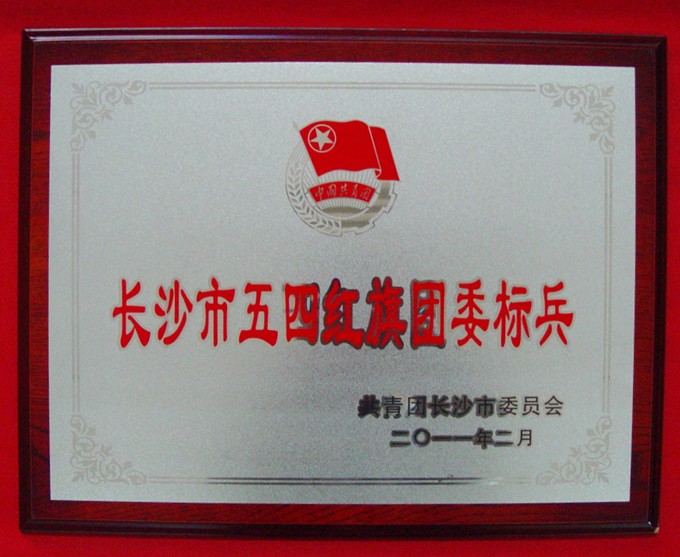 中国共青团
长沙市五四红旗团委标兵
共青团长沙市委员会
二〇一一年二月